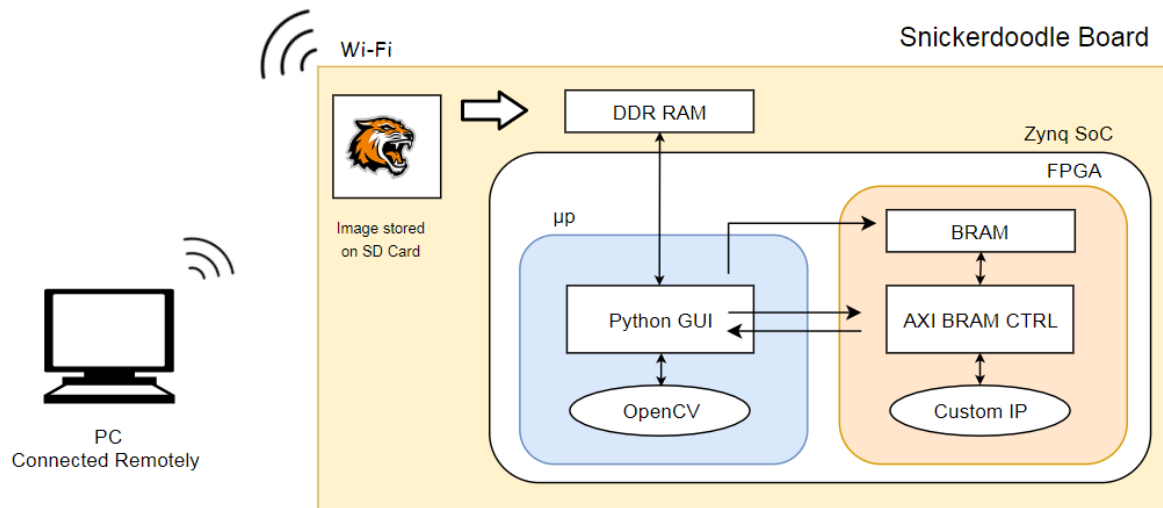 Wi-Fi
Snickerdoodle Board
DDR RAM
Zynq SoC
FPGA
Image stored
on SD Card
µp
BRAM
Python GUI
AXI BRAM CTRL
OpenCV
Custom IP
PC
Connected Remotely